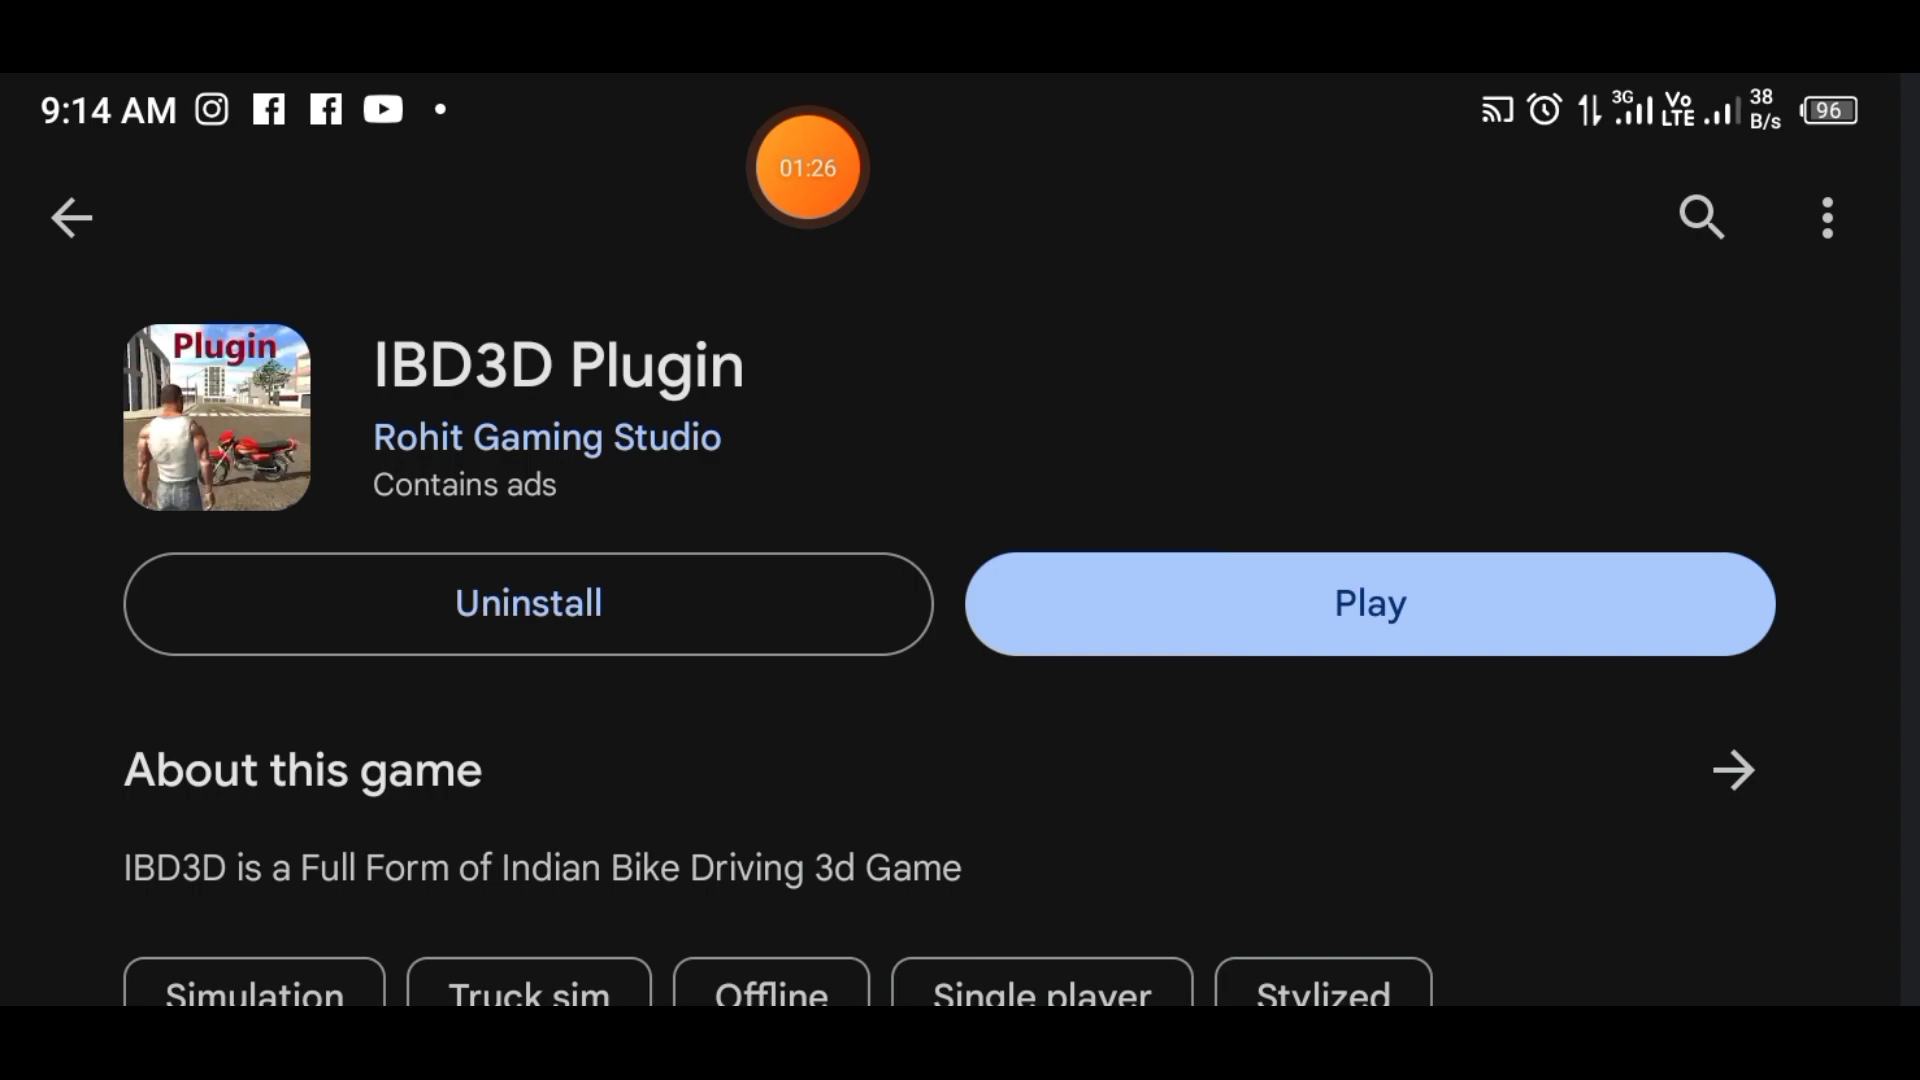 9:14 AM
3G Vo LTE 38 B/s 96
01:26
Plugin
IBD3D Plugin
Rohit Gaming Studio
Contains ads
Uninstall
Play
About this game
IBD3D is a Full Form of Indian Bike Driving 3d Game
Simulation
Truck sim
Offline
Single player
Stylized